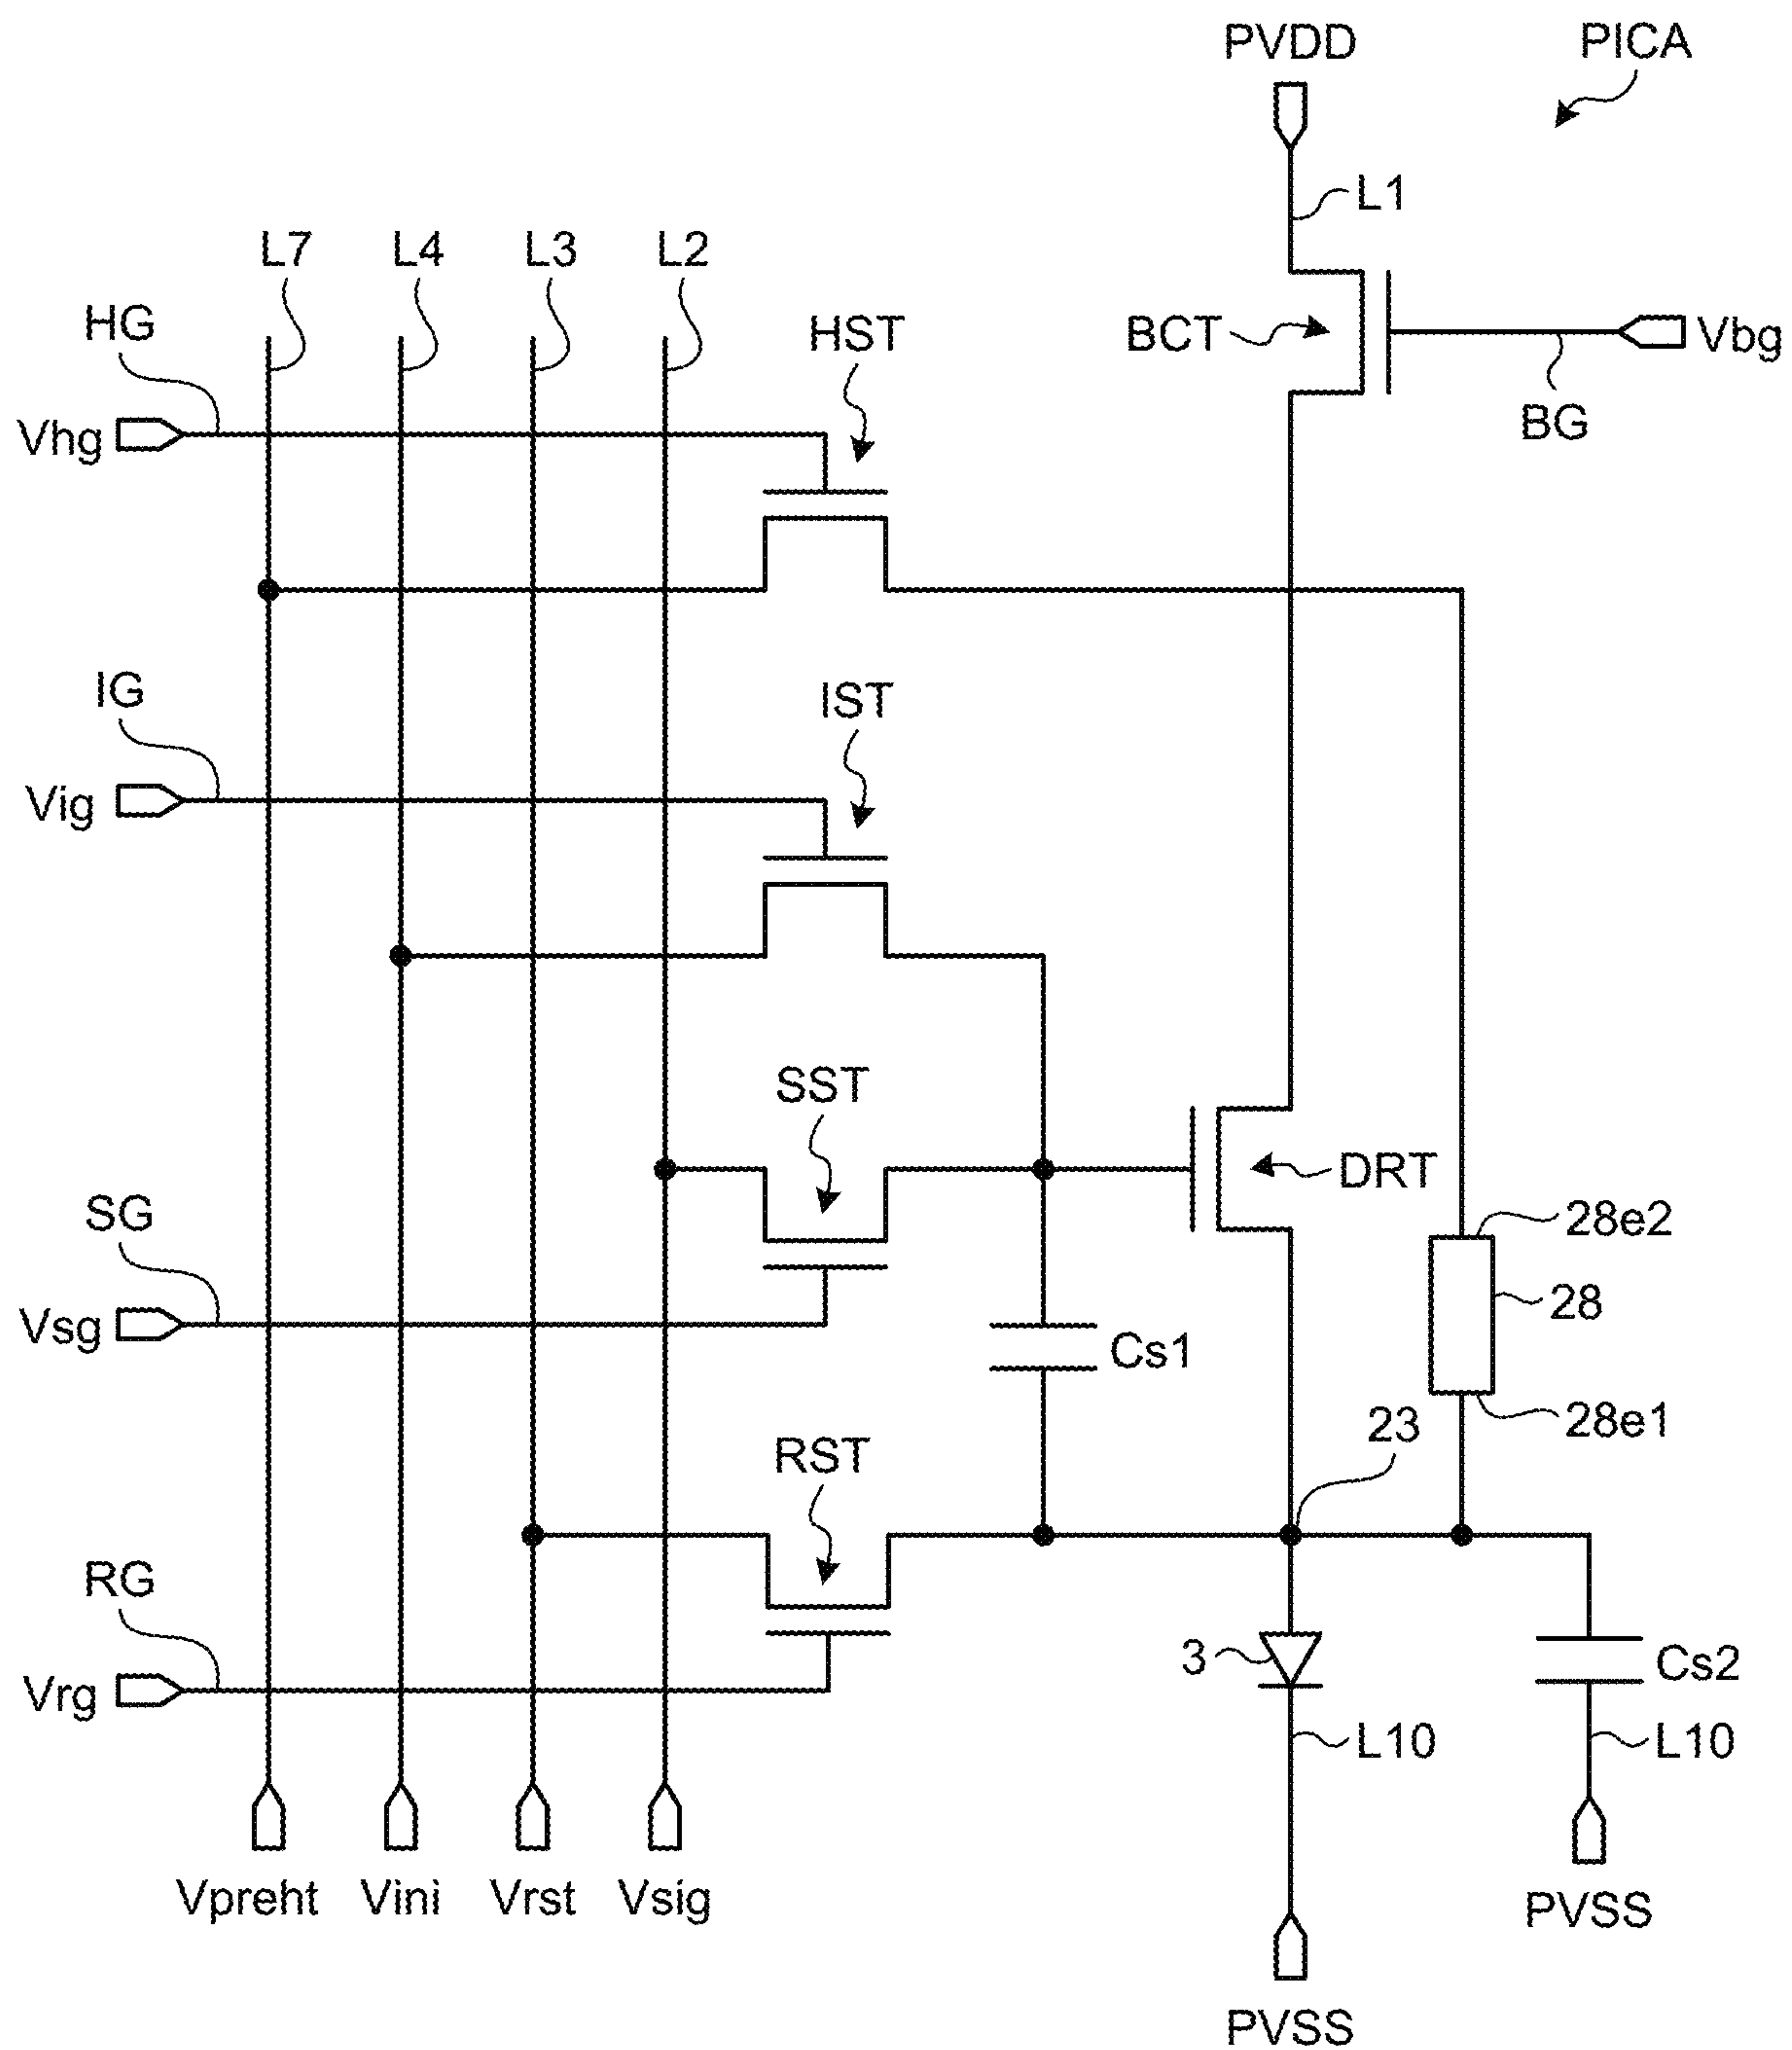 PVDD
PICA
L1
L7
L4
L3
L2
HG
HST
BCT
Vbg
BG
Vhg
IG
IST
Vig
SST
DRT
SG
28e2
28
Vsg
Cs1
28e1
23
RST
RG
3
Cs2
Vrg
L10
L10
Vpreht
Vini
Vrst
Vsig
PVSS
PVSS